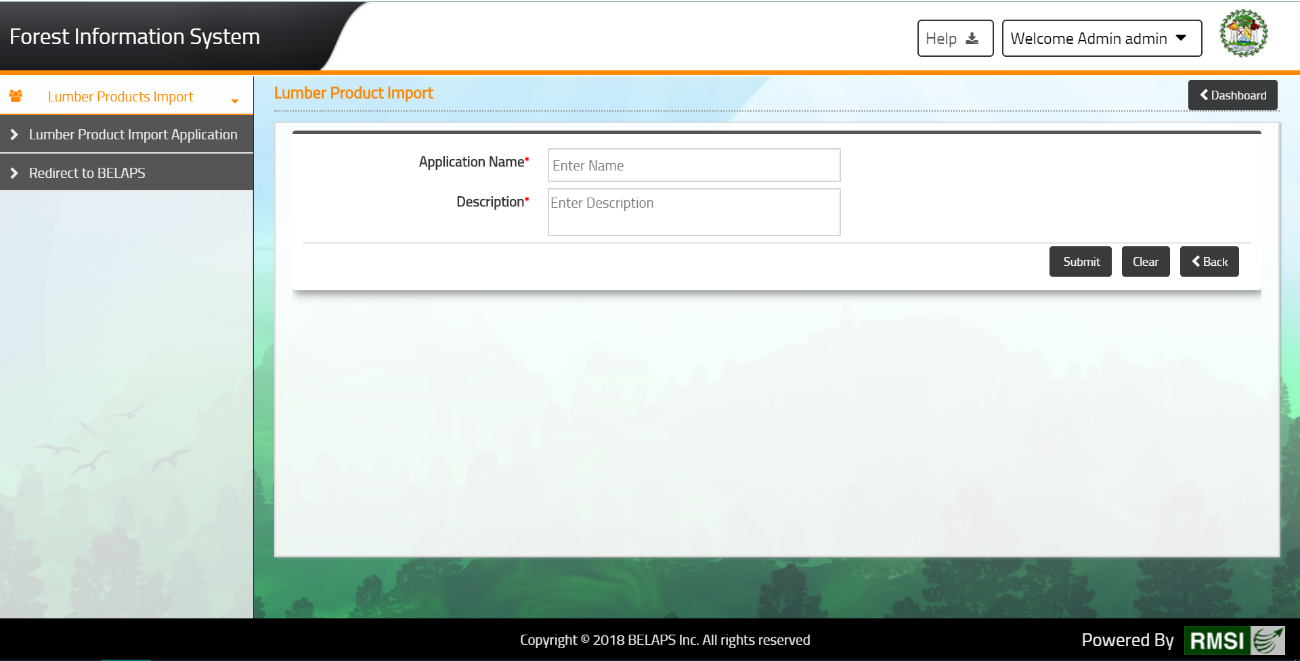 Forest Information System
Help
Welcome Admin admin
Lumber Products Import
Lumber Product Import Application
Redirect to BELAPS
Lumber Product Import
Dashboard
Application Name*
Enter Name
Description*
Enter Description
Submit
Clear
Back
Copyright © 2018 BELAPS Inc. All rights reserved
Powered By
RMSI